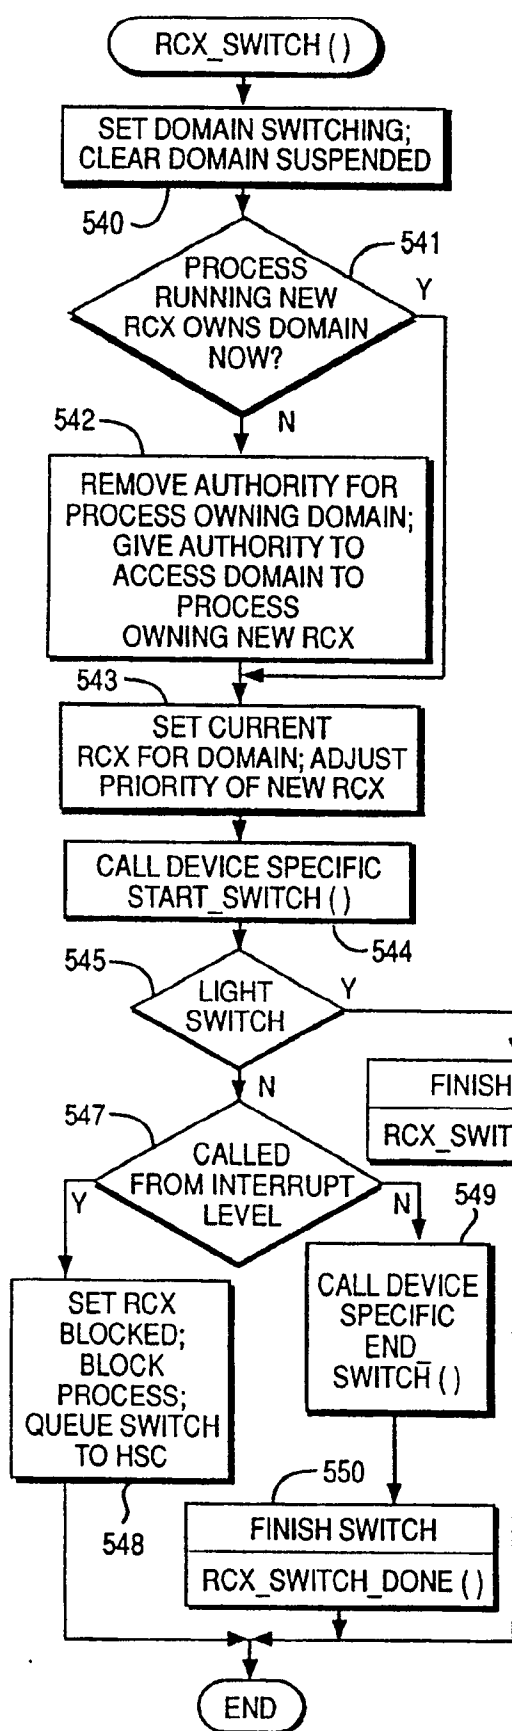 RCX_SWITCH ( )
SET DOMAIN SWITCHING;
CLEAR DOMAIN SUSPENDED
540
541
PROCESS
RUNNING NEW
RCX OWNS DOMAIN
NOW?
Y
N
542
REMOVE AUTHORITY FOR
PROCESS OWNING DOMAIN;
GIVE AUTHORITY TO
ACCESS DOMAIN TO
PROCESS
OWNING NEW RCX
543
SET CURRENT
RCX FOR DOMAIN; ADJUST
PRIORITY OF NEW RCX
CALL DEVICE SPECIFIC
START_SWITCH ( )
544
545
LIGHT
SWITCH
Y
N
FINISH
RCX_SWIT
547
CALLED
FROM INTERRUPT
LEVEL
Y
N
549
SET RCX
BLOCKED;
BLOCK
PROCESS;
QUEUE SWITCH
TO HSC
548
CALL DEVICE
SPECIFIC
END_
SWITCH ( )
550
FINISH SWITCH
RCX_SWITCH_DONE ( )
END